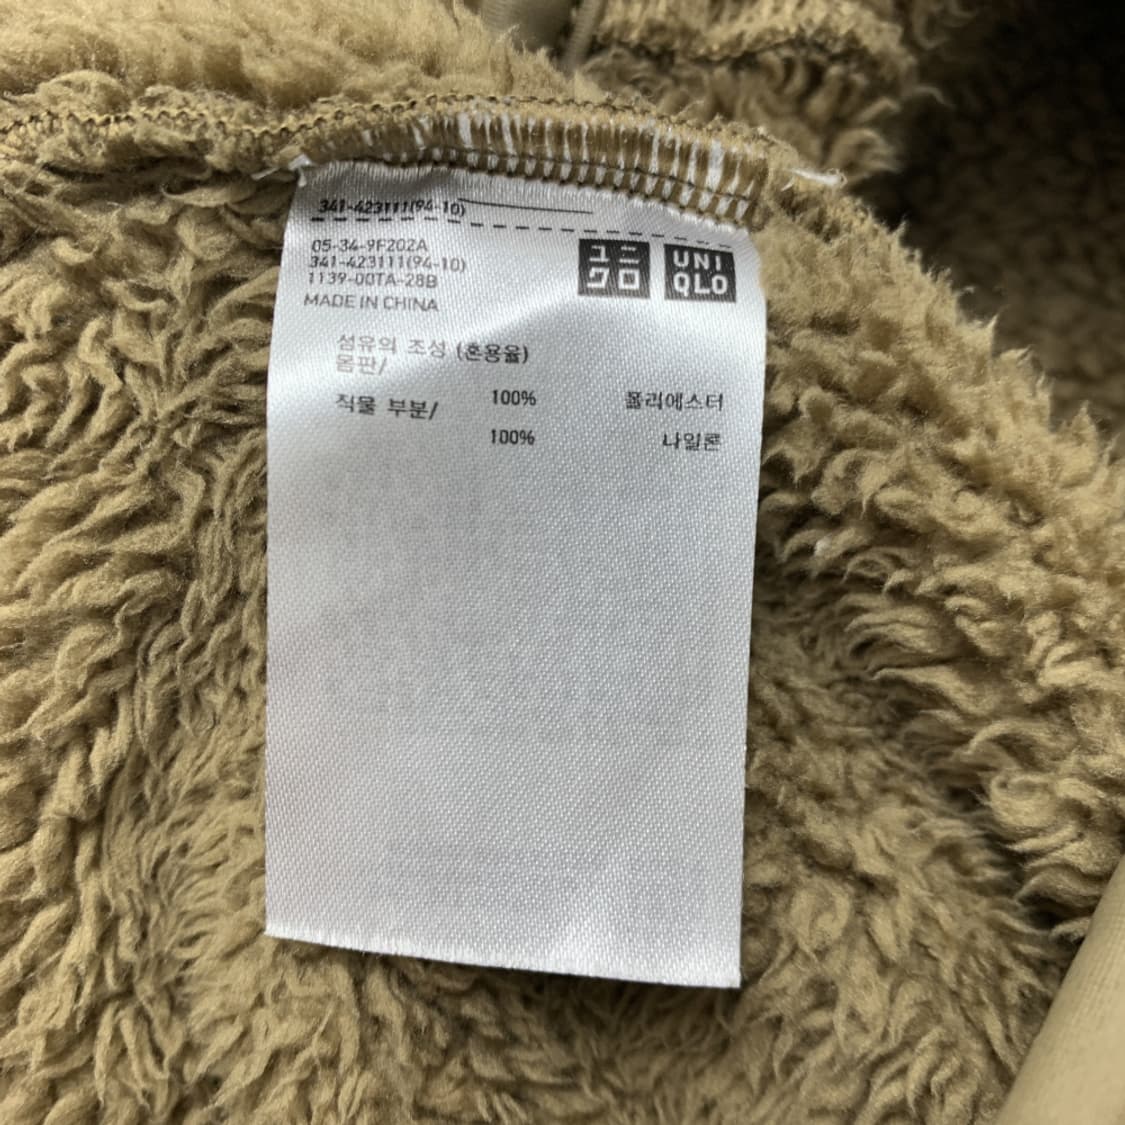 341-423111(94-10)
05-34-9F202A
341-423111(94-10)
1139-00TA-28B
MADE IN CHINA
ユニ
クロ
UNI
QLO
섬유의 조성 (혼용율)
몸판/
100% 폴리에스터
직물 부분/
100% 나일론